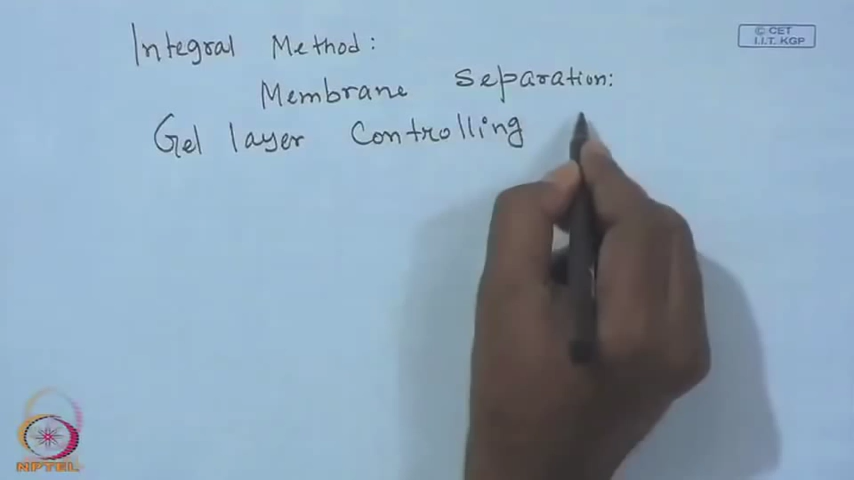 © CET
I.I.T. KGP
Integral Method:
Membrane Separation:
Gel layer Controlling
NPTEL